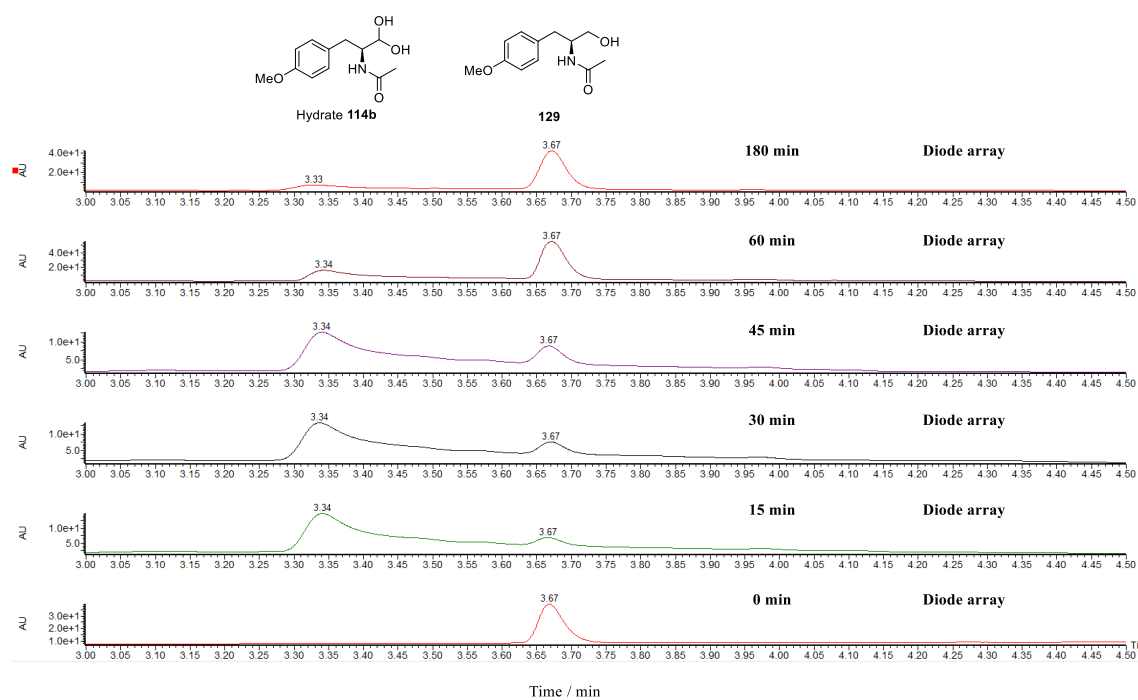 OH
OH
MeO
HN
O
Hydrate 114b
OH
MeO
HN
O
129
180 min
Diode array
AU
4.0e+1
2.0e+1
3.33
3.67
3.00 3.05 3.10 3.15 3.20 3.25 3.30 3.35 3.40 3.45 3.50 3.55 3.60 3.65 3.70 3.75 3.80 3.85 3.90 3.95 4.00 4.05 4.10 4.15 4.20 4.25 4.30 4.35 4.40 4.45 4.50
60 min
Diode array
AU
4.0e+1
2.0e+1
3.34
3.67
3.00 3.05 3.10 3.15 3.20 3.25 3.30 3.35 3.40 3.45 3.50 3.55 3.60 3.65 3.70 3.75 3.80 3.85 3.90 3.95 4.00 4.05 4.10 4.15 4.20 4.25 4.30 4.35 4.40 4.45 4.50
45 min
Diode array
AU
1.0e+1
5.0
3.34
3.67
3.00 3.05 3.10 3.15 3.20 3.25 3.30 3.35 3.40 3.45 3.50 3.55 3.60 3.65 3.70 3.75 3.80 3.85 3.90 3.95 4.00 4.05 4.10 4.15 4.20 4.25 4.30 4.35 4.40 4.45 4.50
30 min
Diode array
AU
1.0e+1
5.0
3.34
3.67
3.00 3.05 3.10 3.15 3.20 3.25 3.30 3.35 3.40 3.45 3.50 3.55 3.60 3.65 3.70 3.75 3.80 3.85 3.90 3.95 4.00 4.05 4.10 4.15 4.20 4.25 4.30 4.35 4.40 4.45 4.50
15 min
Diode array
AU
1.0e+1
5.0
3.34
3.67
3.00 3.05 3.10 3.15 3.20 3.25 3.30 3.35 3.40 3.45 3.50 3.55 3.60 3.65 3.70 3.75 3.80 3.85 3.90 3.95 4.00 4.05 4.10 4.15 4.20 4.25 4.30 4.35 4.40 4.45 4.50
0 min
Diode array
AU
3.0e+1
2.0e+1
1.0e+1
3.67
3.00 3.05 3.10 3.15 3.20 3.25 3.30 3.35 3.40 3.45 3.50 3.55 3.60 3.65 3.70 3.75 3.80 3.85 3.90 3.95 4.00 4.05 4.10 4.15 4.20 4.25 4.30 4.35 4.40 4.45 4.50
Time / min